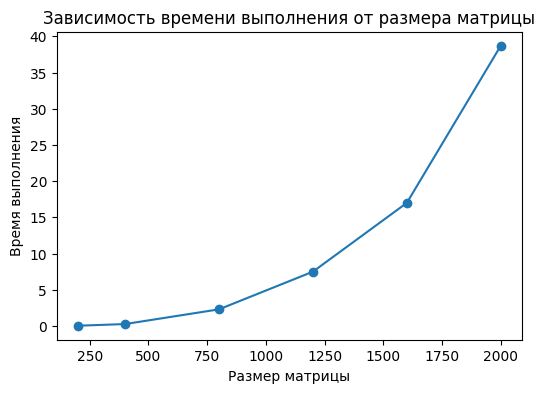 Зависимость времени выполнения от размера матрицы
Время выполнения
40
35
30
25
20
15
10
5
0
250 500 750 1000 1250 1500 1750 2000
Размер матрицы